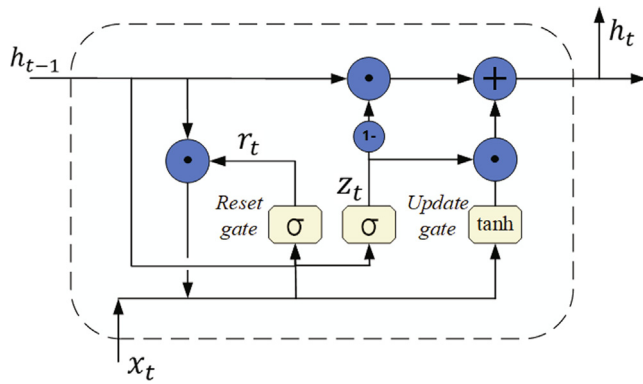 h_t
h_{t-1}
+
1-
r_t
z_t
Reset
gate
σ
σ
Update
gate
tanh
x_t